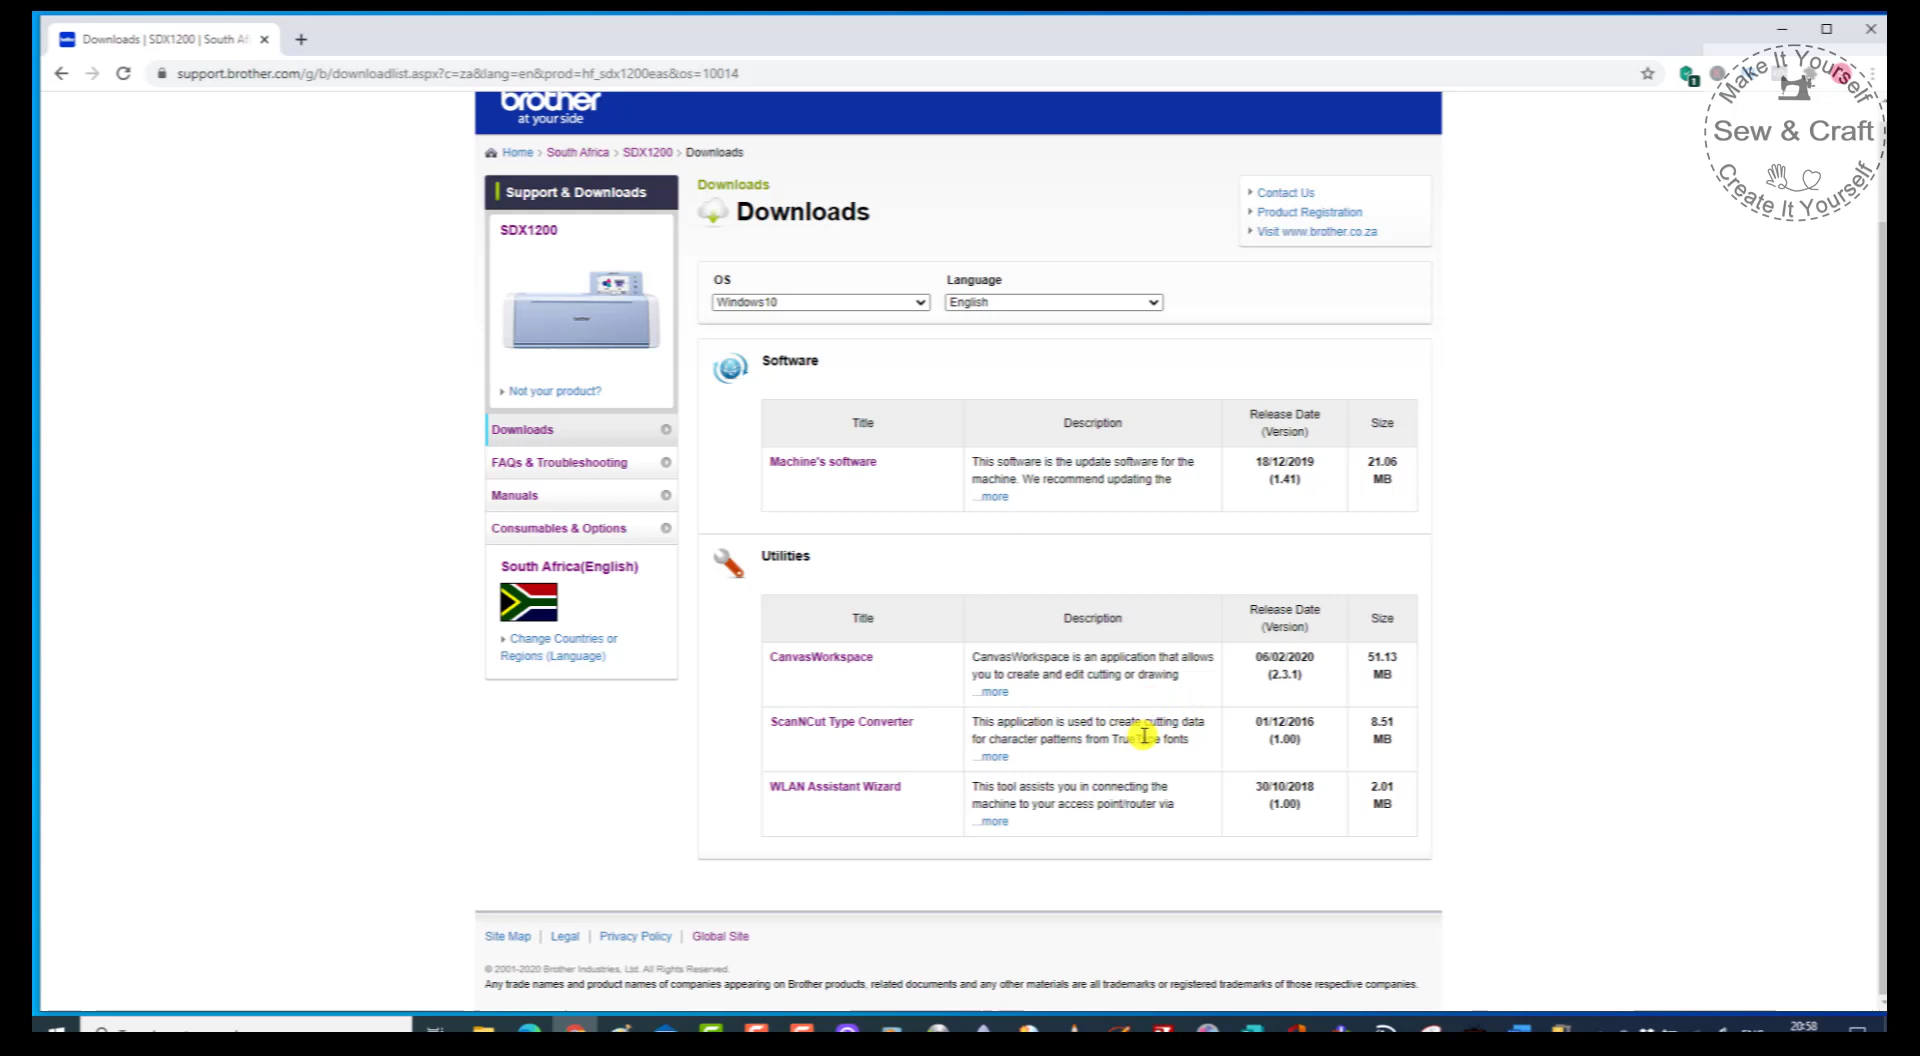 Downloads | SDX1200 | South Af
support.brother.com/g/b/downloadlist.aspx?c=za&lang=en&prod=hf_sdx1200eas&os=10014
Make It Yourself
Sew & Craft
Create It Yourself
brother
at your side
Home > South Africa > SDX1200 > Downloads
Support & Downloads
SDX1200
Not your product?
Downloads
FAQs & Troubleshooting
Manuals
Consumables & Options
South Africa(English)
Change Countries or
Regions (Language)
Downloads
Downloads
Contact Us
Product Registration
Visit www.brother.co.za
OS Language
Windows10 English
Software
Title Description Release Date (Version) Size
Machine's software This software is the update software for the 18/12/2019 21.06
machine. We recommend updating the (1.41) MB
...more
Utilities
Title Description Release Date (Version) Size
CanvasWorkspace CanvasWorkspace is an application that allows 06/02/2020 51.13
you to create and edit cutting or drawing (2.3.1) MB
...more
ScanNCut Type Converter This application is used to create cutting data 01/12/2016 8.51
for character patterns from TrueType fonts (1.00) MB
...more
WLAN Assistant Wizard This tool assists you in connecting the 30/10/2018 2.01
machine to your access point/router via (1.00) MB
...more
Site Map | Legal | Privacy Policy | Global Site
© 2001-2020 Brother Industries, Ltd. All Rights Reserved.
Any trade names and product names of companies appearing on Brother products, related documents and any other materials are all trademarks or registered trademarks of those respective companies.
20:58